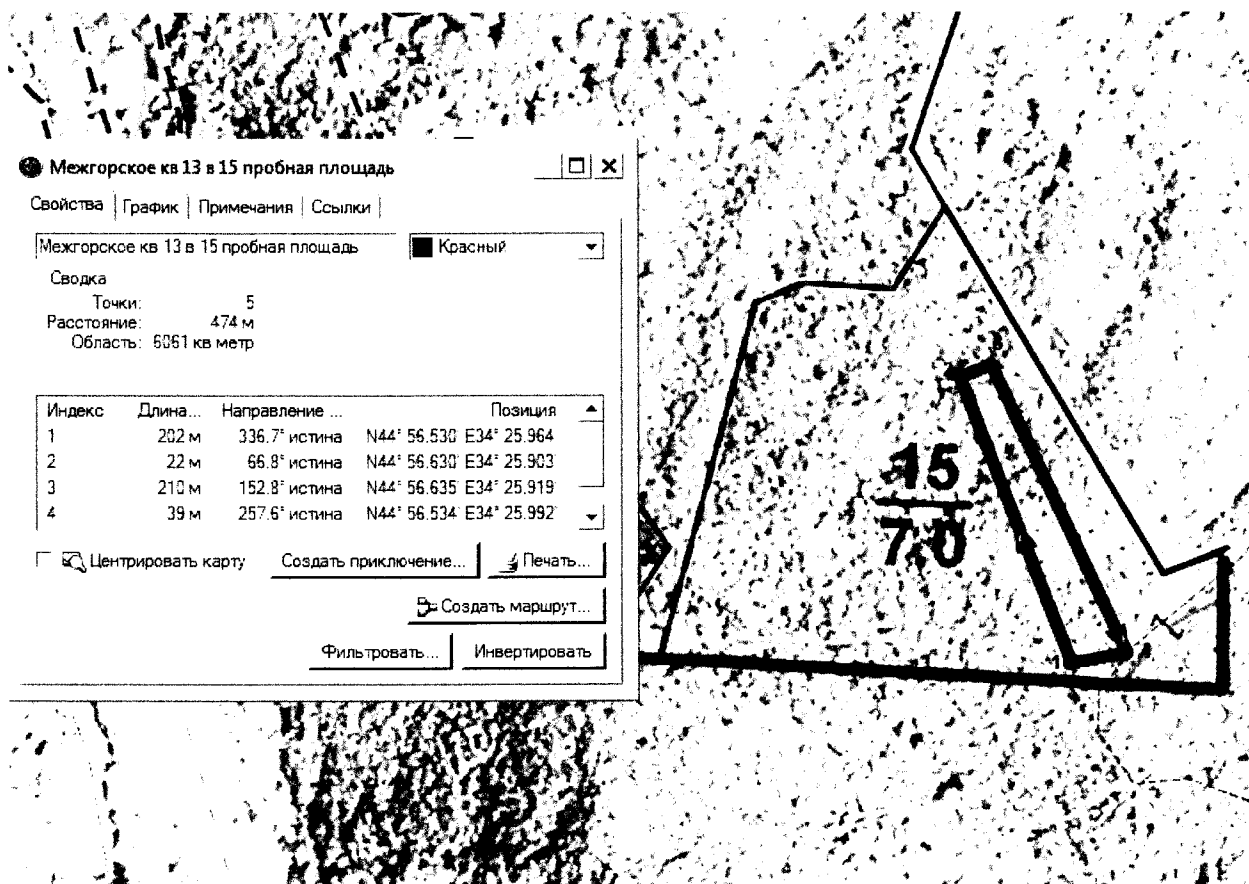 Межгорское кв 13 в 15 пробная площадь
Свойства График Примечания Ссылки
Межгорское кв 13 в 15 пробная площадь Красный
Сводка
Точки: 5
Расстояние: 474 м
Область: 6061 кв метр
Индекс Длина... Направление ... Позиция
1 202 м 336.7° истина N44° 56.530' E34° 25.964'
2 22 м 66.8° истина N44° 56.630' E34° 25.903'
3 210 м 152.8° истина N44° 56.635' E34° 25.919'
4 39 м 257.6° истина N44° 56.534' E34° 25.992'
Центрировать карту Создать приключение... Печать...
Создать маршрут...
Фильтровать... Инвертировать
15
7.0